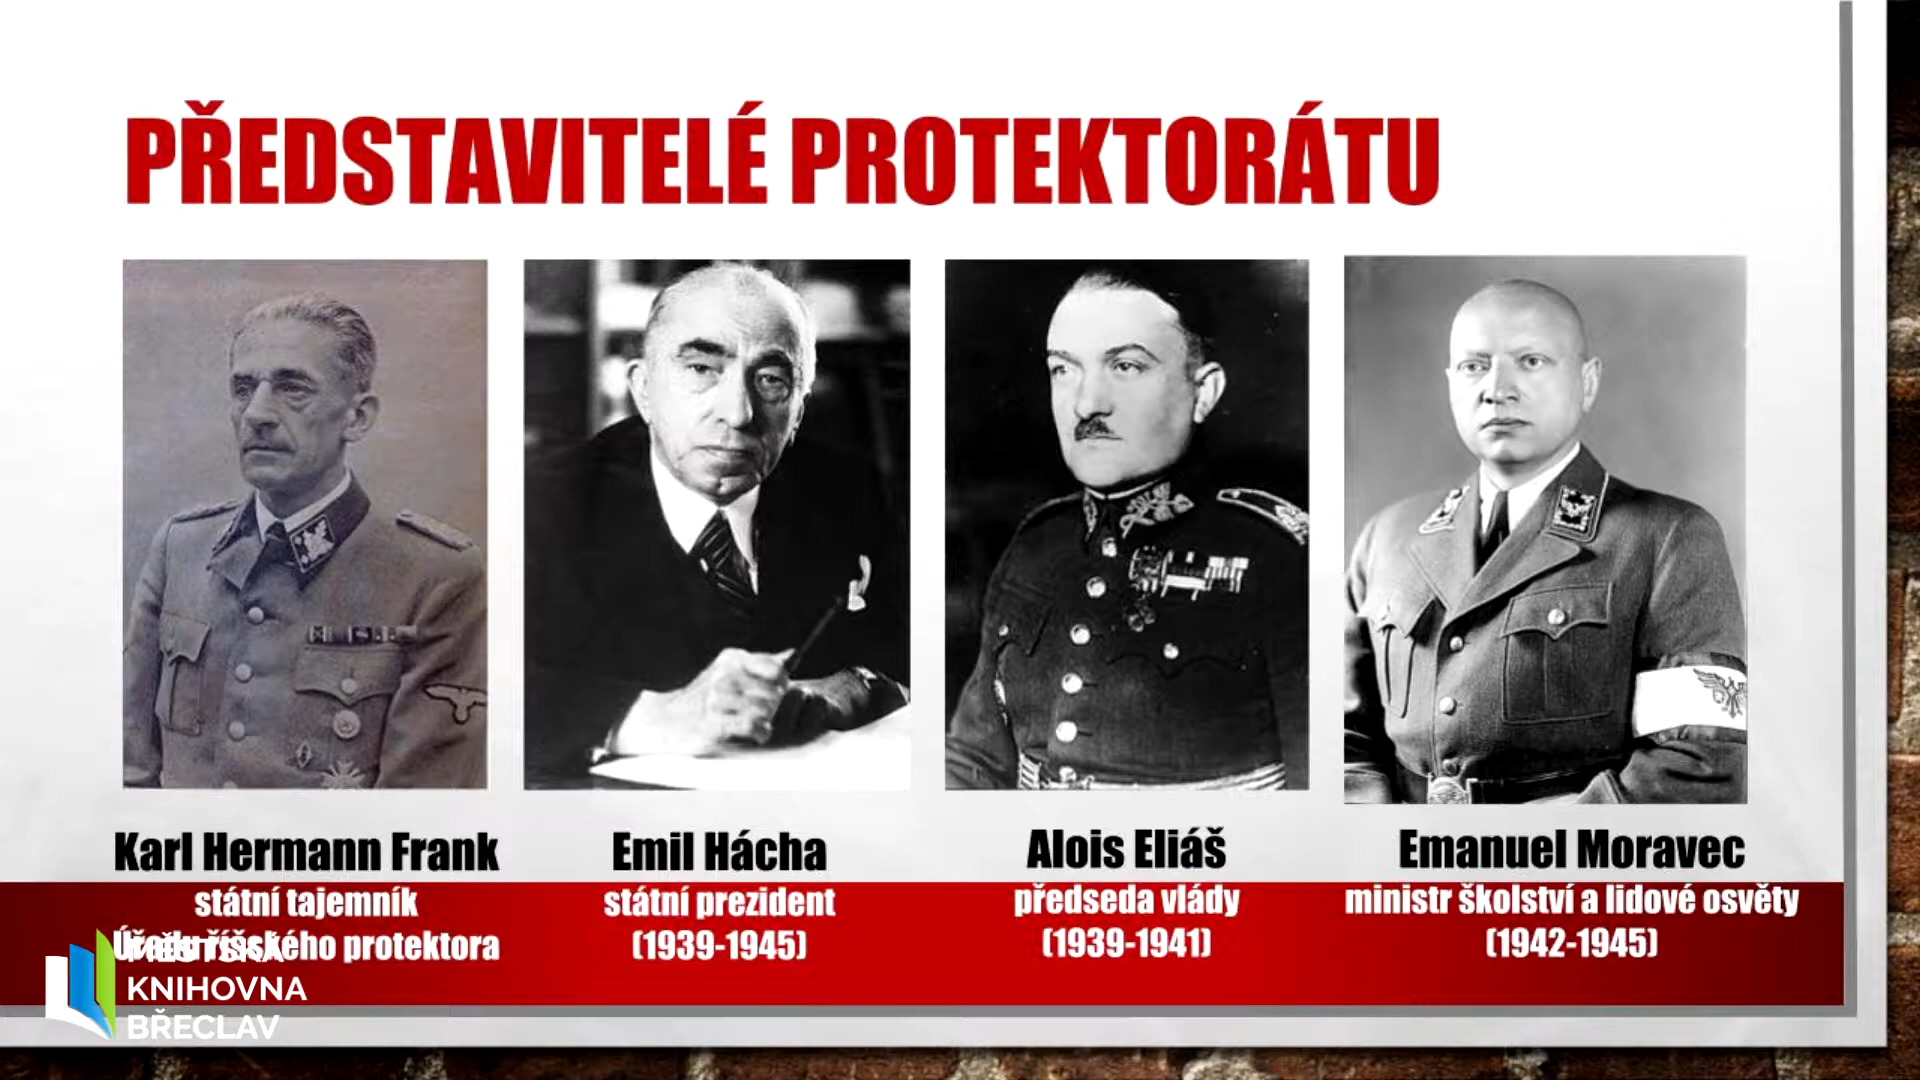 PŘEDSTAVITELÉ PROTEKTORÁTU
Karl Hermann Frank
státní tajemník
Úřadu říšského protektora
Emil Hácha
státní prezident
(1939-1945)
Alois Eliáš
předseda vlády
(1939-1941)
Emanuel Moravec
ministr školství a lidové osvěty
(1942-1945)
MĚSTSKÁ
KNIHOVNA
BŘECLAV